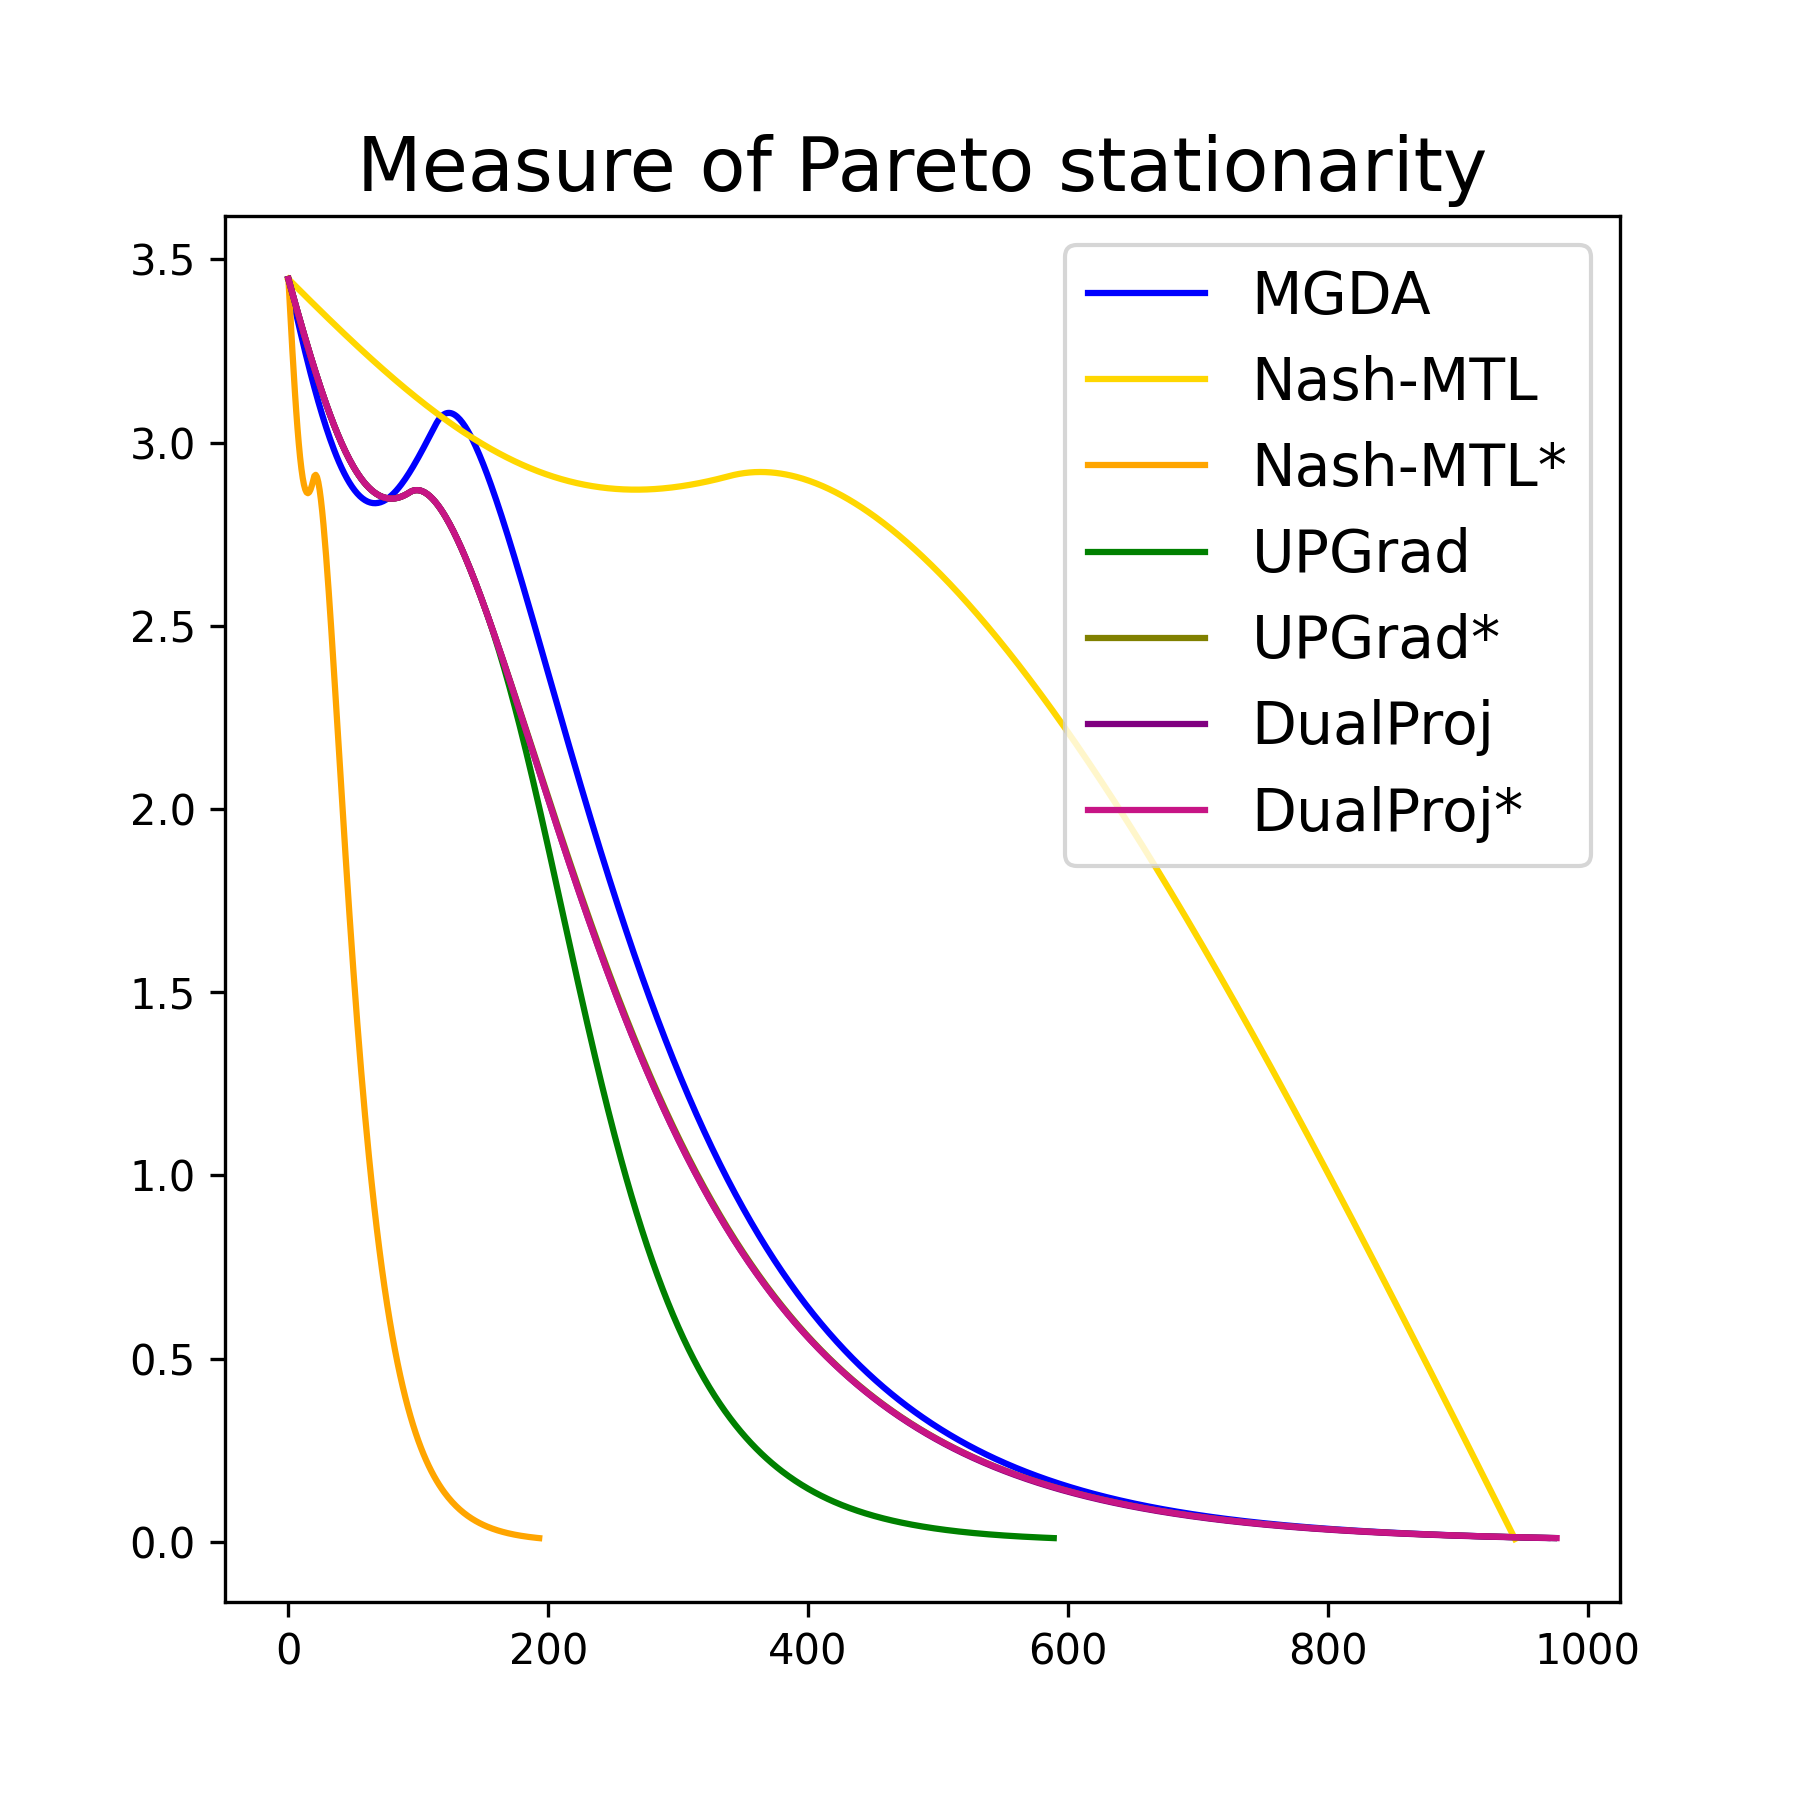 Measure of Pareto stationarity
3.5
3.0
2.5
2.0
1.5
1.0
0.5
0.0
MGDA
Nash-MTL
Nash-MTL*
UPGrad
UPGrad*
DualProj
DualProj*
0 200 400 600 800 1000